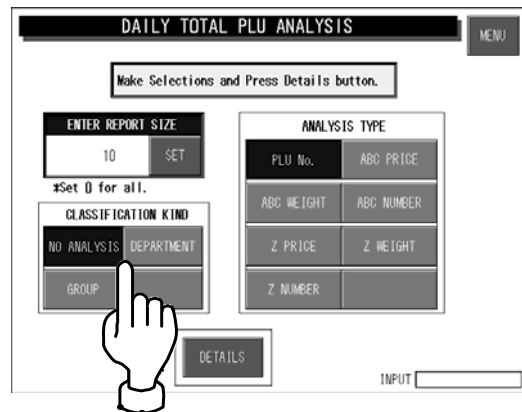 DAILY TOTAL PLU ANALYSIS
MENU
Make Selections and Press Details button.
ENTER REPORT SIZE
10 SET
*Set 0 for all.
CLASSIFICATION KIND
NO ANALYSIS DEPARTMENT
GROUP
ANALYSIS TYPE
PLU No. ABC PRICE
ABC WEIGHT ABC NUMBER
Z PRICE Z WEIGHT
Z NUMBER
DETAILS
INPUT